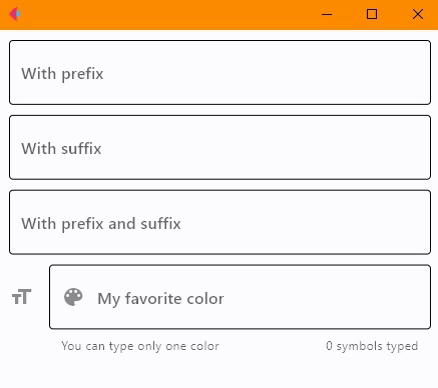 With prefix
With suffix
With prefix and suffix
My favorite color
You can type only one color
0 symbols typed